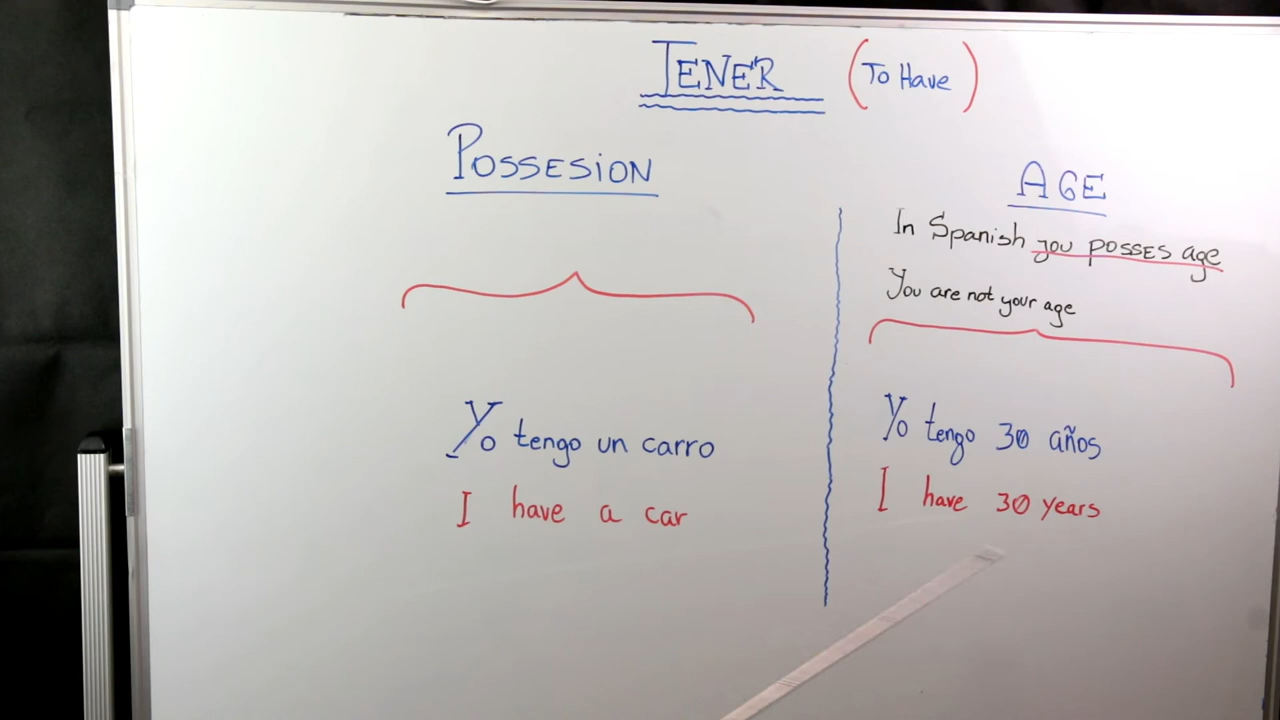 TENER (To Have)
POSSESION
Yo tengo un carro
I have a car
AGE
In Spanish you posses age
You are not your age
Yo tengo 30 años
I have 30 years